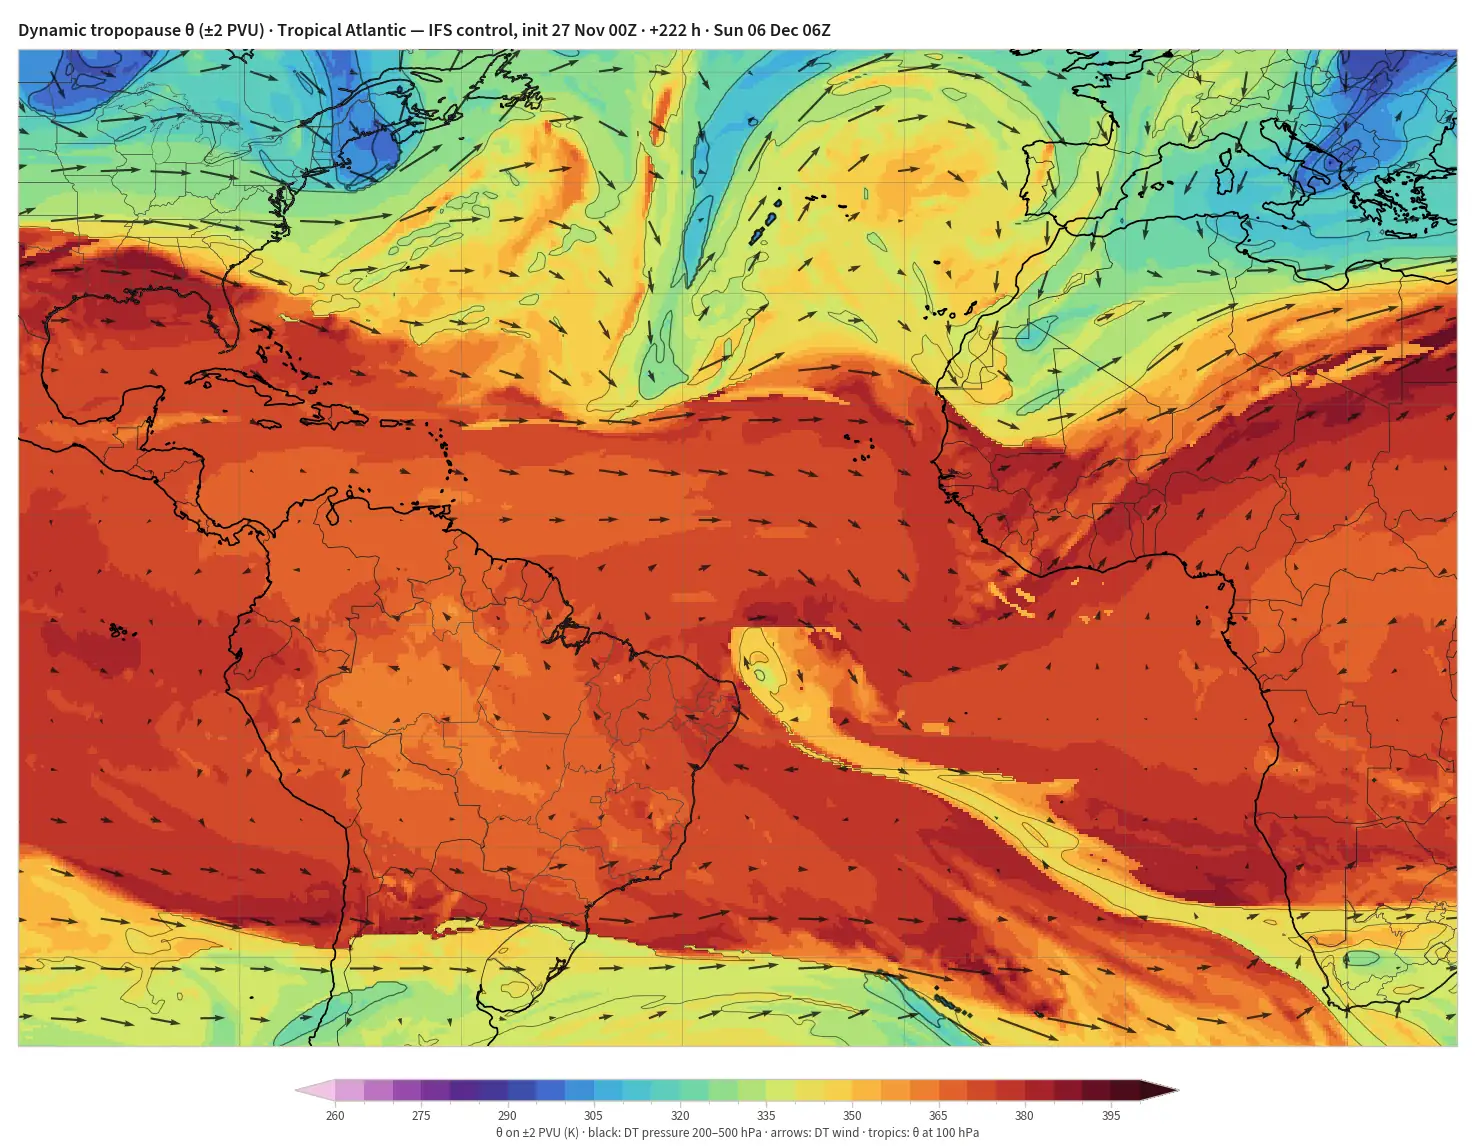 Dynamic tropopause θ (±2 PVU) · Tropical Atlantic — IFS control, init 27 Nov 00Z · +222 h · Sun 06 Dec 06Z
260 275 290 305 320 335 350 365 380 395
θ on ±2 PVU (K) · black: DT pressure 200–500 hPa · arrows: DT wind · tropics: θ at 100 hPa